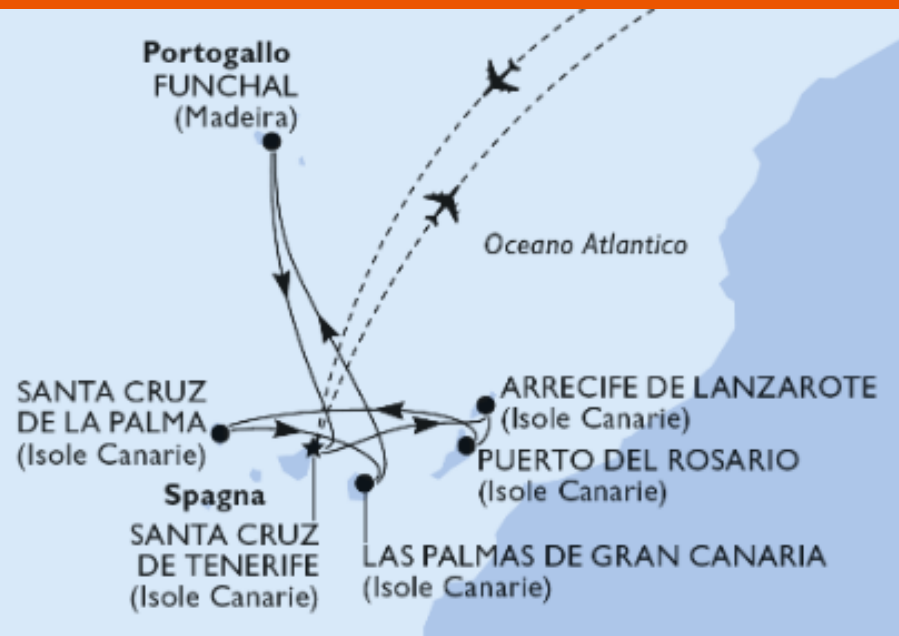 Portogallo
FUNCHAL
(Madeira)
Oceano Atlantico
SANTA CRUZ
DE LA PALMA
(Isole Canarie)
ARRECIFE DE LANZAROTE
(Isole Canarie)
PUERTO DEL ROSARIO
(Isole Canarie)
Spagna
SANTA CRUZ
DE TENERIFE
(Isole Canarie)
LAS PALMAS DE GRAN CANARIA
(Isole Canarie)